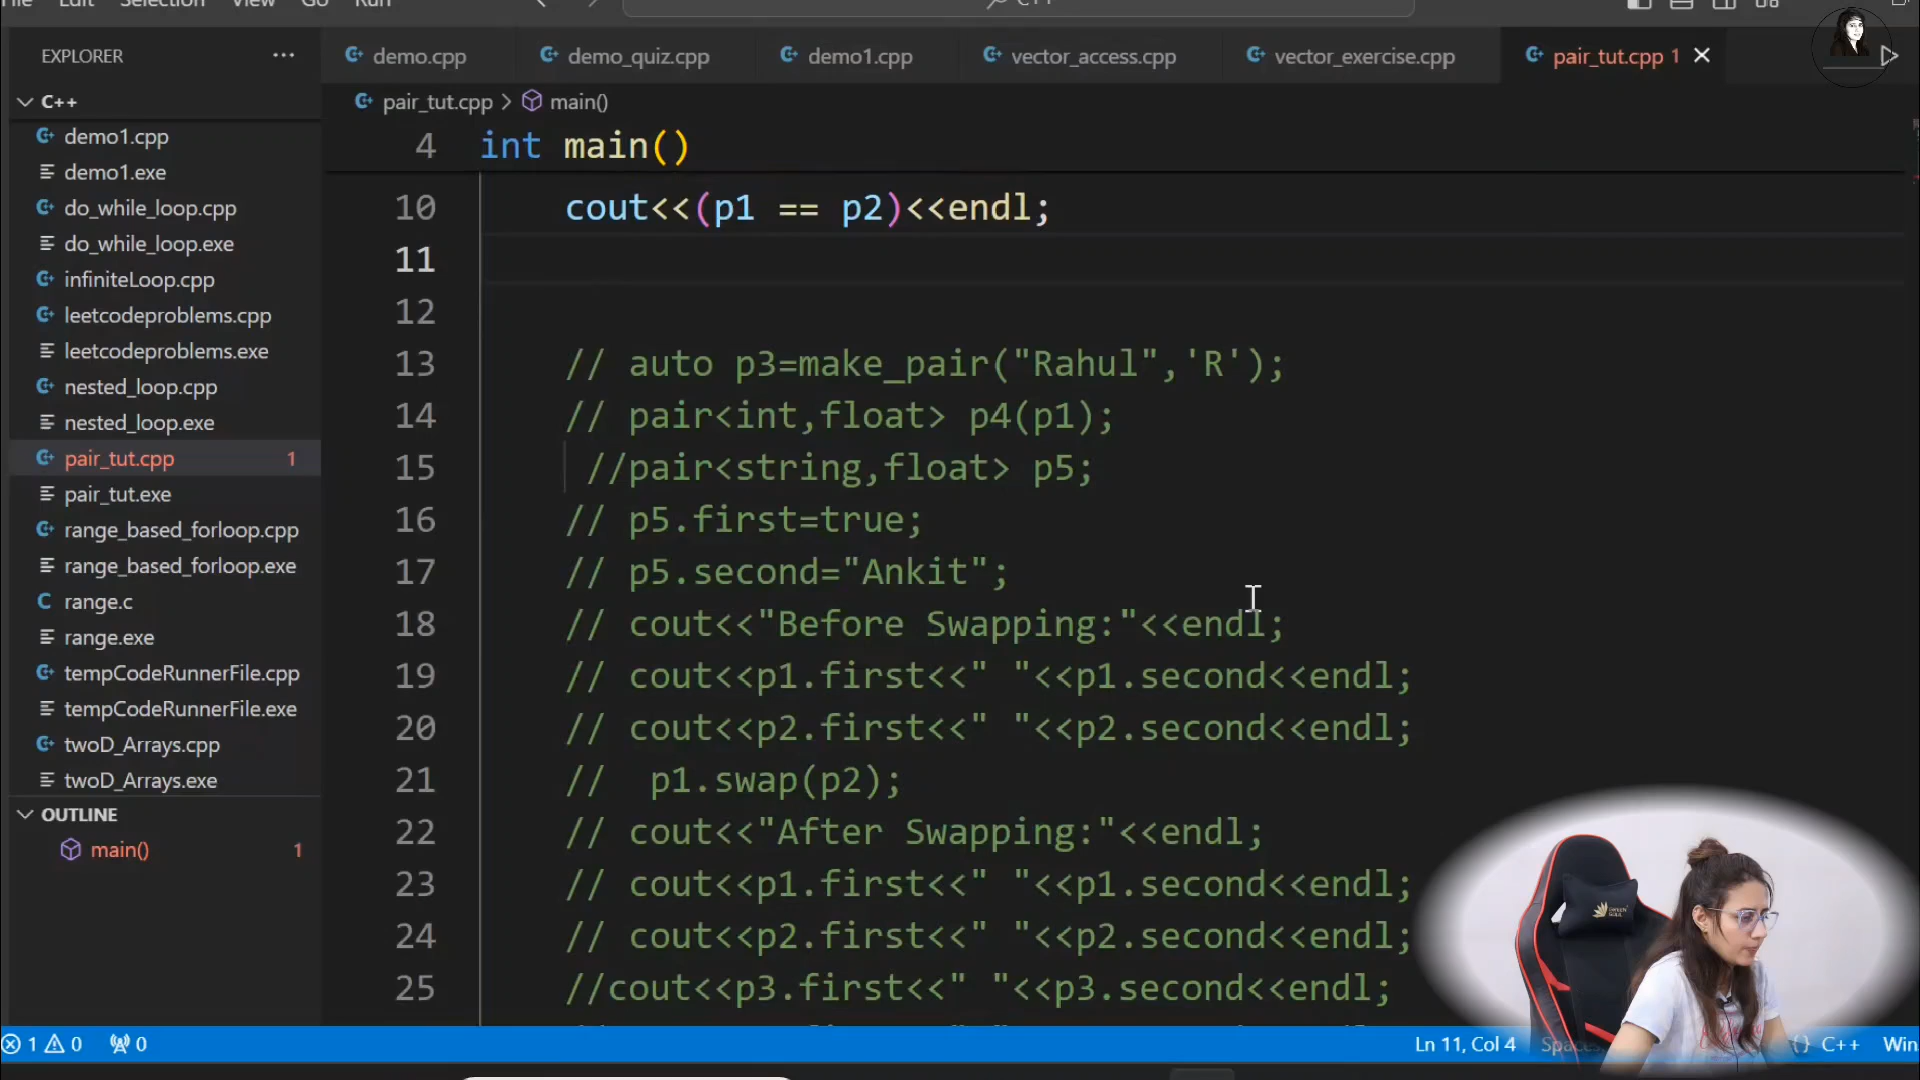 File Edit Selection View Go Run
C++
EXPLORER
demo.cpp
demo_quiz.cpp
demo1.cpp
vector_access.cpp
vector_exercise.cpp
pair_tut.cpp 1
C++
pair_tut.cpp > main()
demo1.cpp
demo1.exe
do_while_loop.cpp
do_while_loop.exe
infiniteLoop.cpp
leetcodeproblems.cpp
leetcodeproblems.exe
nested_loop.cpp
nested_loop.exe
pair_tut.cpp 1
pair_tut.exe
range_based_forloop.cpp
range_based_forloop.exe
range.c
range.exe
tempCodeRunnerFile.cpp
tempCodeRunnerFile.exe
twoD_Arrays.cpp
twoD_Arrays.exe
OUTLINE
main() 1
4 int main()
10 cout<<(p1 == p2)<<endl;
11
12
13 // auto p3=make_pair("Rahul",'R');
14 // pair<int,float> p4(p1);
15 //pair<string,float> p5;
16 // p5.first=true;
17 // p5.second="Ankit";
18 // cout<<"Before Swapping:"<<endl;
19 // cout<<p1.first<<" "<<p1.second<<endl;
20 // cout<<p2.first<<" "<<p2.second<<endl;
21 //  p1.swap(p2);
22 // cout<<"After Swapping:"<<endl;
23 // cout<<p1.first<<" "<<p1.second<<endl;
24 // cout<<p2.first<<" "<<p2.second<<endl;
25 //cout<<p3.first<<" "<<p3.second<<endl;
1 0 0
Ln 11, Col 4 Spaces {} C++ Win